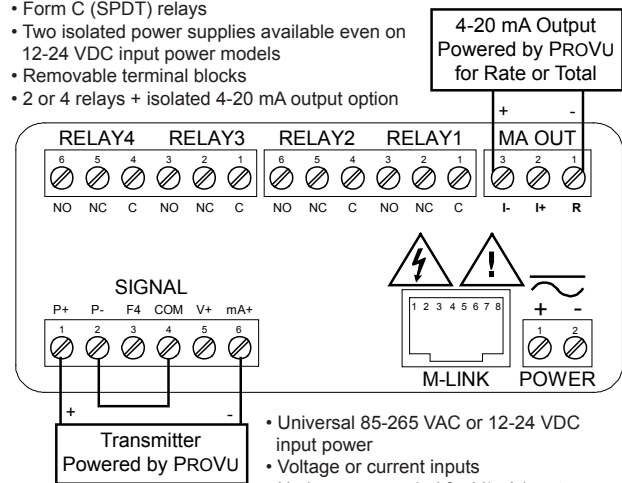 • Form C (SPDT) relays
• Two isolated power supplies available even on
12-24 VDC input power models
• Removable terminal blocks
• 2 or 4 relays + isolated 4-20 mA output option
4-20 mA Output
Powered by PROVU
for Rate or Total
+ -
RELAY4 RELAY3 RELAY2 RELAY1 MA OUT
6 5 4 3 2 1 6 5 4 3 2 1 3 2 1
NO NC C NO NC C NO NC C NO NC C I- I+ R
SIGNAL
P+ P- F4 COM V+ mA+
1 2 3 4 5 6
!
1 2 3 4 5 6 7 8
M-LINK
+ -
1 2
POWER
+ -
Transmitter
Powered by PROVU
• Universal 85-265 VAC or 12-24 VDC
input power
• Voltage or current inputs